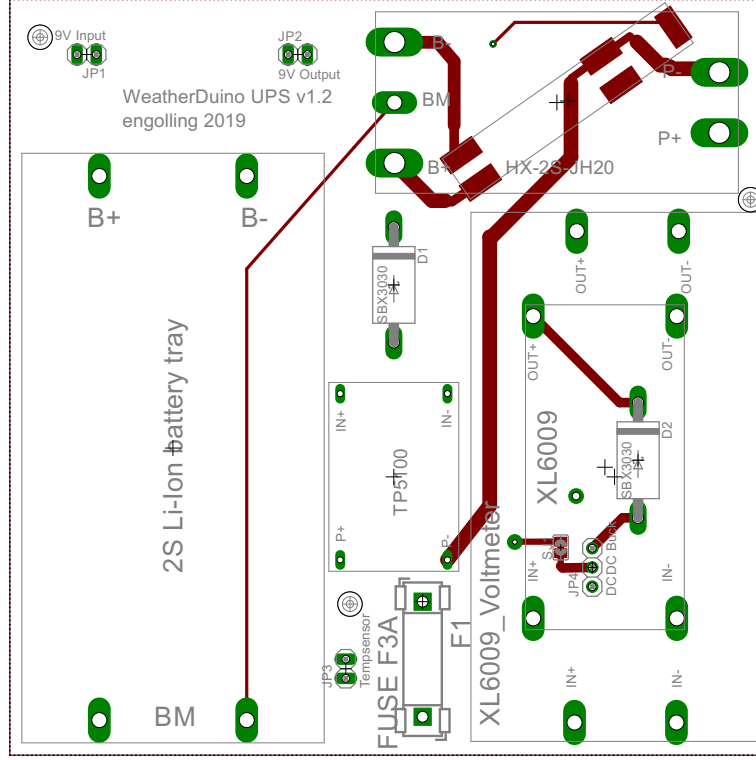 9V Input
JP1
JP2
9V Output
WeatherDuino UPS v1.2
engolling 2019
B-
BM
B+
P-
P+
HX-2S-JH20
B+
B-
2S Li-Ion battery tray
BM
D1
SBX3030
OUT+
OUT-
OUT+
OUT-
IN+
IN-
TP5100
P+
P-
XL6009
D2
SBX3030
DCDC Buck
JP4
IN+
IN-
XL6009_Voltmeter
IN+
IN-
JP3
Tempsensor
FUSE F3A
F1